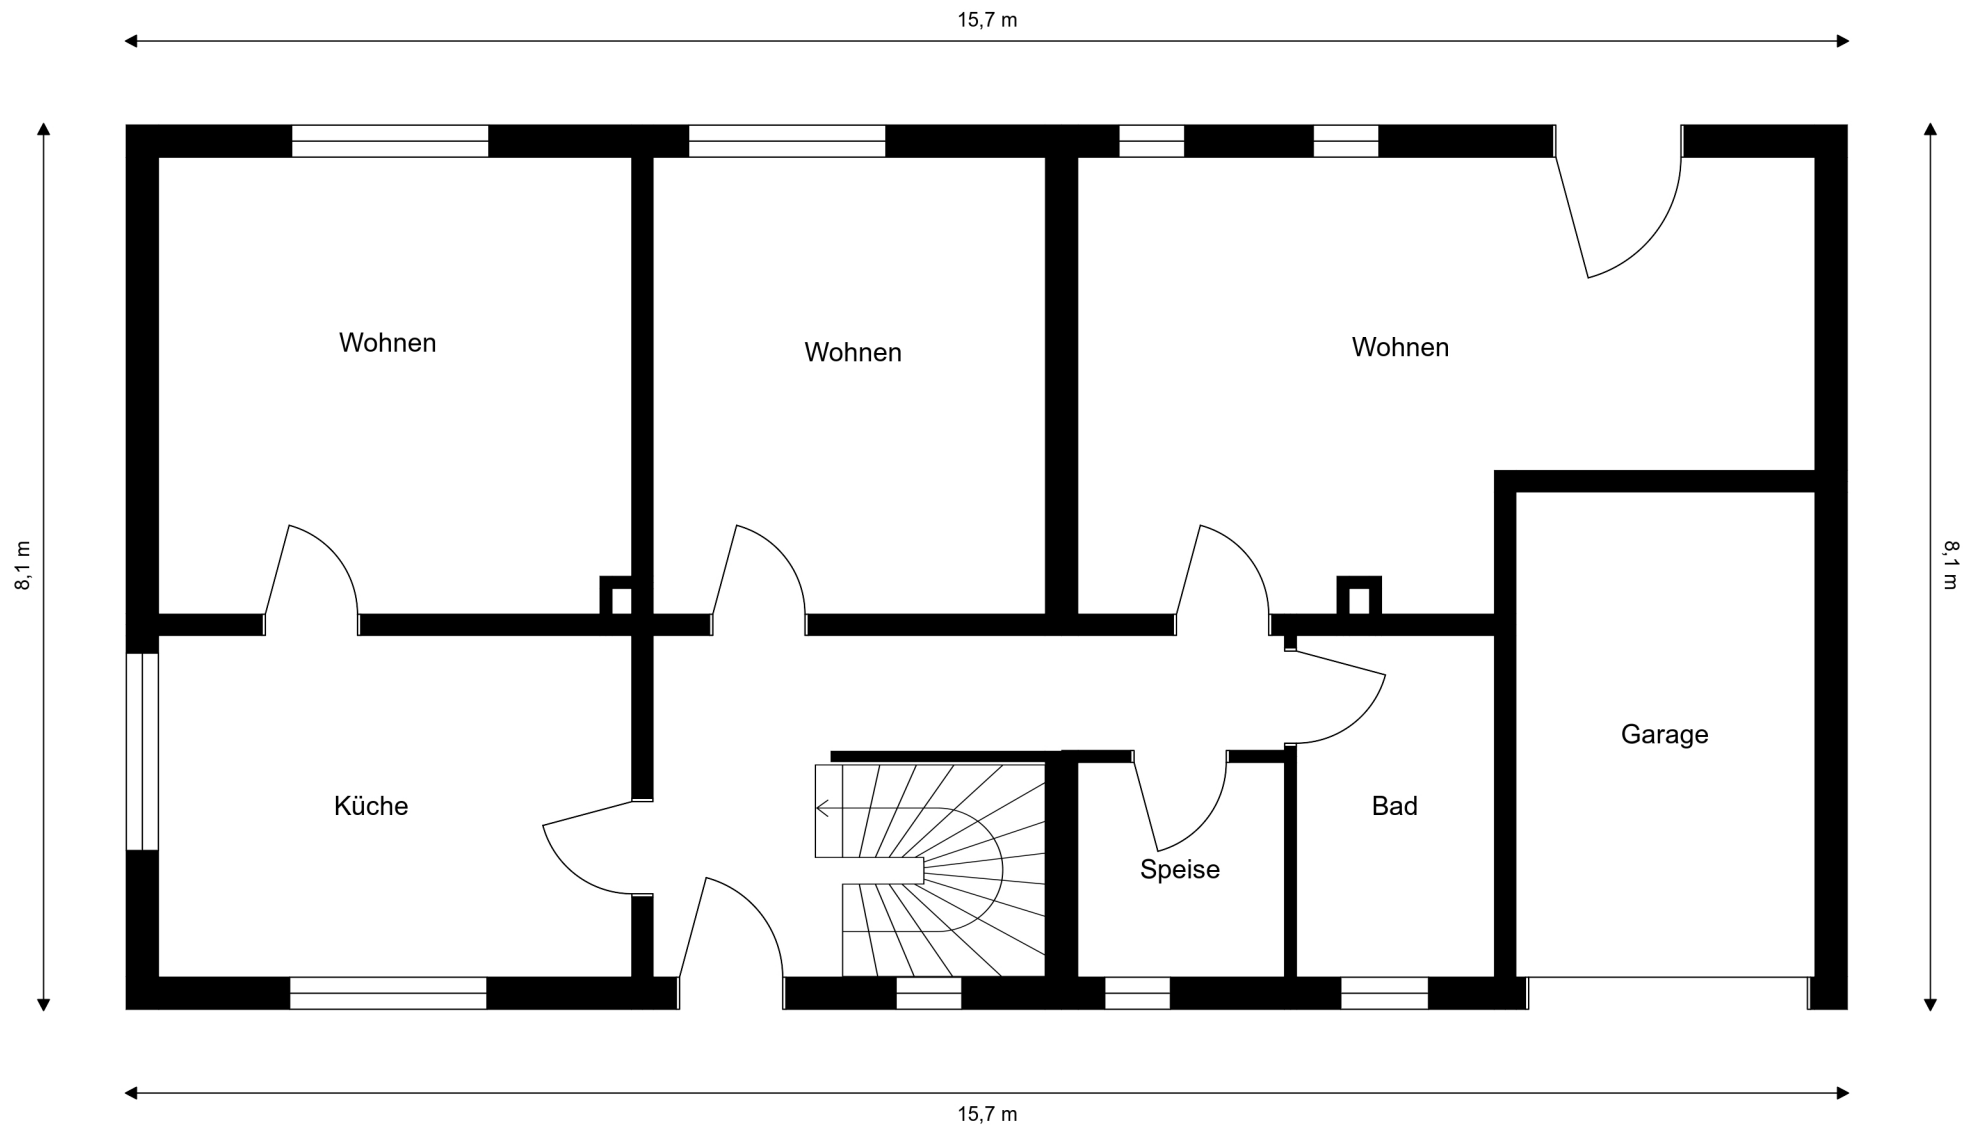 15,7 m
Wohnen
Wohnen
Wohnen
8,1 m
8,1 m
Garage
Küche
Bad
Speise
15,7 m